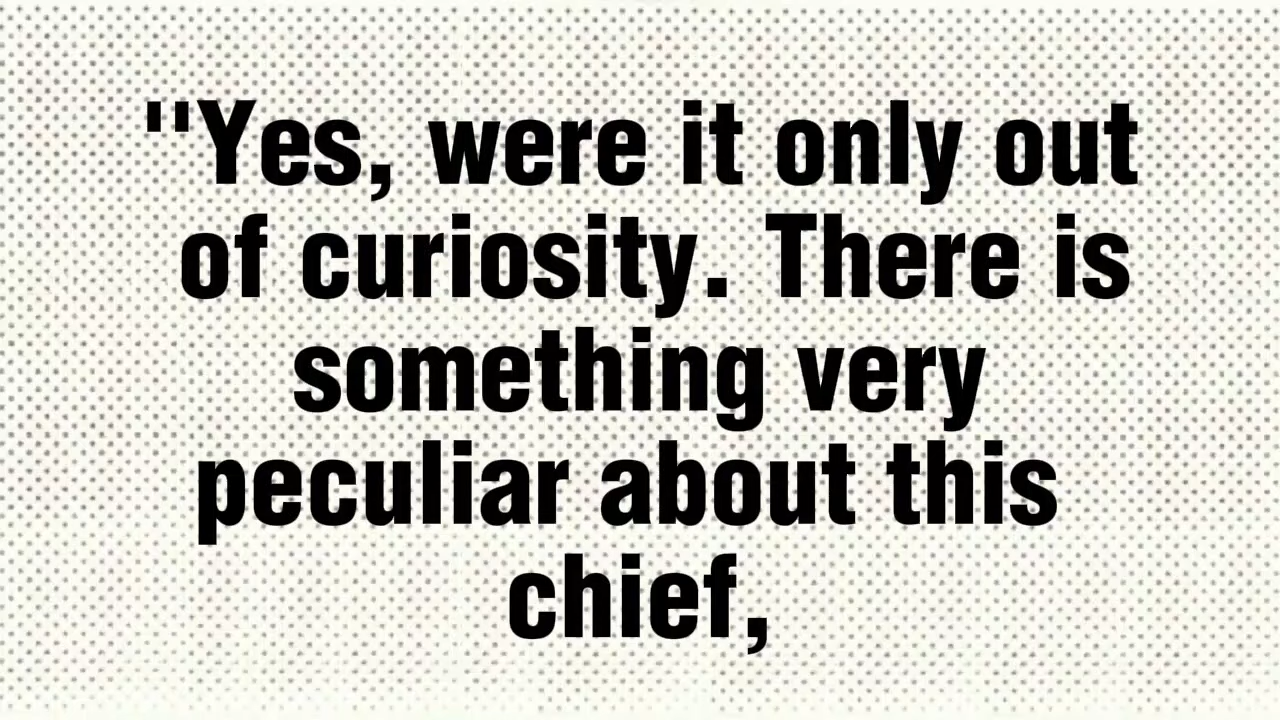 "Yes, were it only out
of curiosity. There is
something very
peculiar about this
chief,